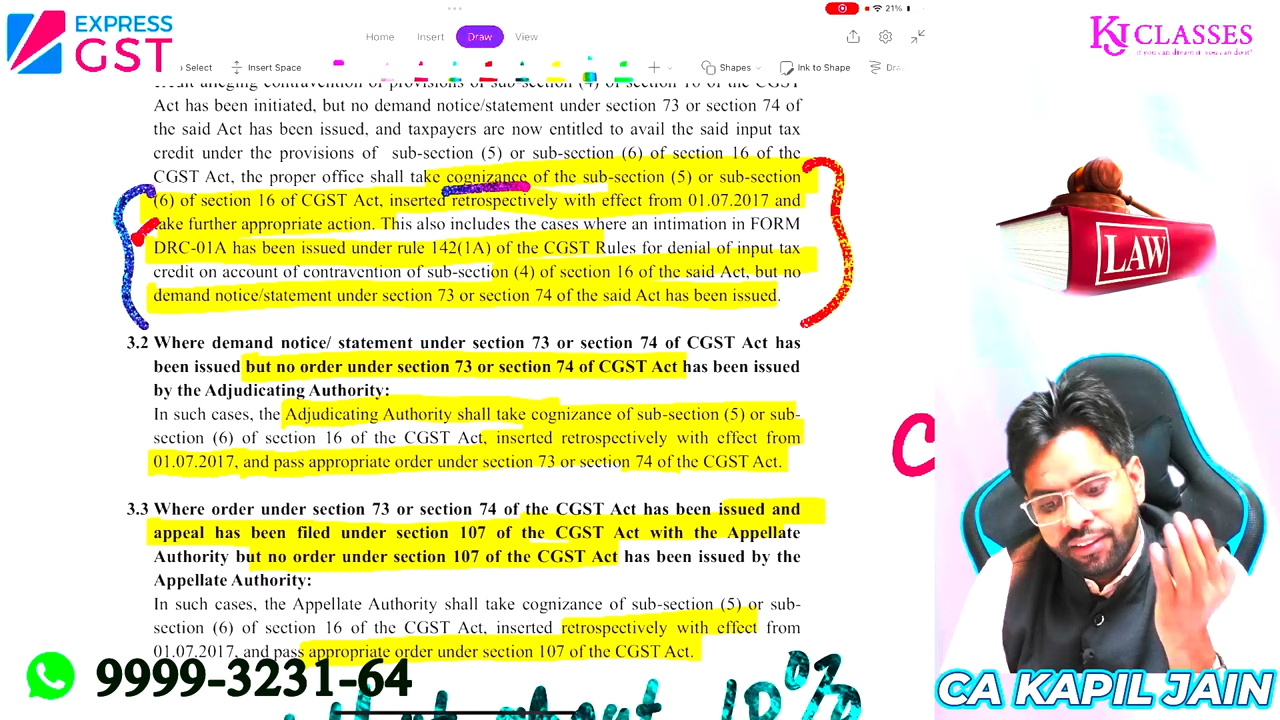 EXPRESS
GST
21%
Home Insert Draw View
Select Insert Space Shapes Ink to Shape
KJ CLASSES
if you can dream it you can do it
Act has been initiated, but no demand notice/statement under section 73 or section 74 of
the said Act has been issued, and taxpayers are now entitled to avail the said input tax
credit under the provisions of sub-section (5) or sub-section (6) of section 16 of the
CGST Act, the proper office shall take cognizance of the sub-section (5) or sub-section
(6) of section 16 of CGST Act, inserted retrospectively with effect from 01.07.2017 and
take further appropriate action. This also includes the cases where an intimation in FORM
DRC-01A has been issued under rule 142(1A) of the CGST Rules for denial of input tax
credit on account of contravention of sub-section (4) of section 16 of the said Act, but no
demand notice/statement under section 73 or section 74 of the said Act has been issued.
3.2 Where demand notice/ statement under section 73 or section 74 of CGST Act has
been issued but no order under section 73 or section 74 of CGST Act has been issued
by the Adjudicating Authority:
In such cases, the Adjudicating Authority shall take cognizance of sub-section (5) or sub-
section (6) of section 16 of the CGST Act, inserted retrospectively with effect from
01.07.2017, and pass appropriate order under section 73 or section 74 of the CGST Act.
3.3 Where order under section 73 or section 74 of the CGST Act has been issued and
appeal has been filed under section 107 of the CGST Act with the Appellate
Authority but no order under section 107 of the CGST Act has been issued by the
Appellate Authority:
In such cases, the Appellate Authority shall take cognizance of sub-section (5) or sub-
section (6) of section 16 of the CGST Act, inserted retrospectively with effect from
01.07.2017, and pass appropriate order under section 107 of the CGST Act.
LAW
9999-3231-64
about 10%
CA KAPIL JAIN